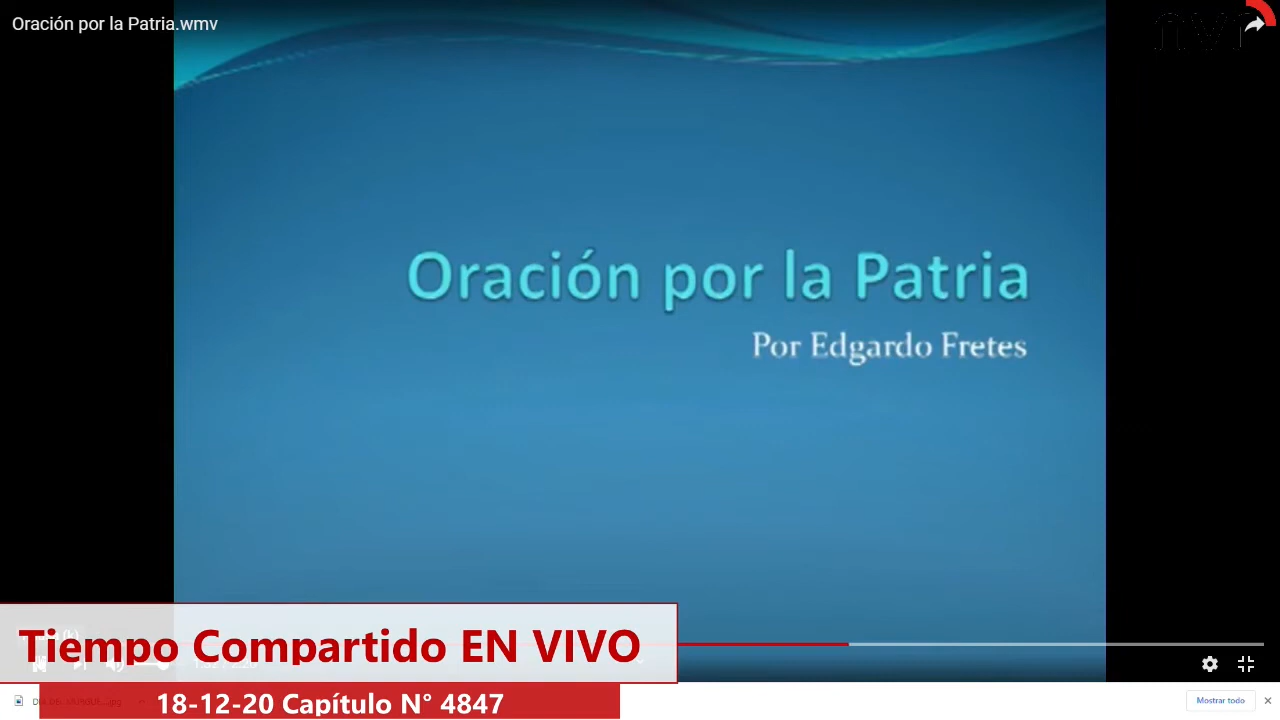 Oración por la Patria.wmv
nvr
Oración por la Patria
Por Edgardo Fretes
Tiempo Compartido EN VIVO
18-12-20 Capítulo N° 4847
Mostrar todo